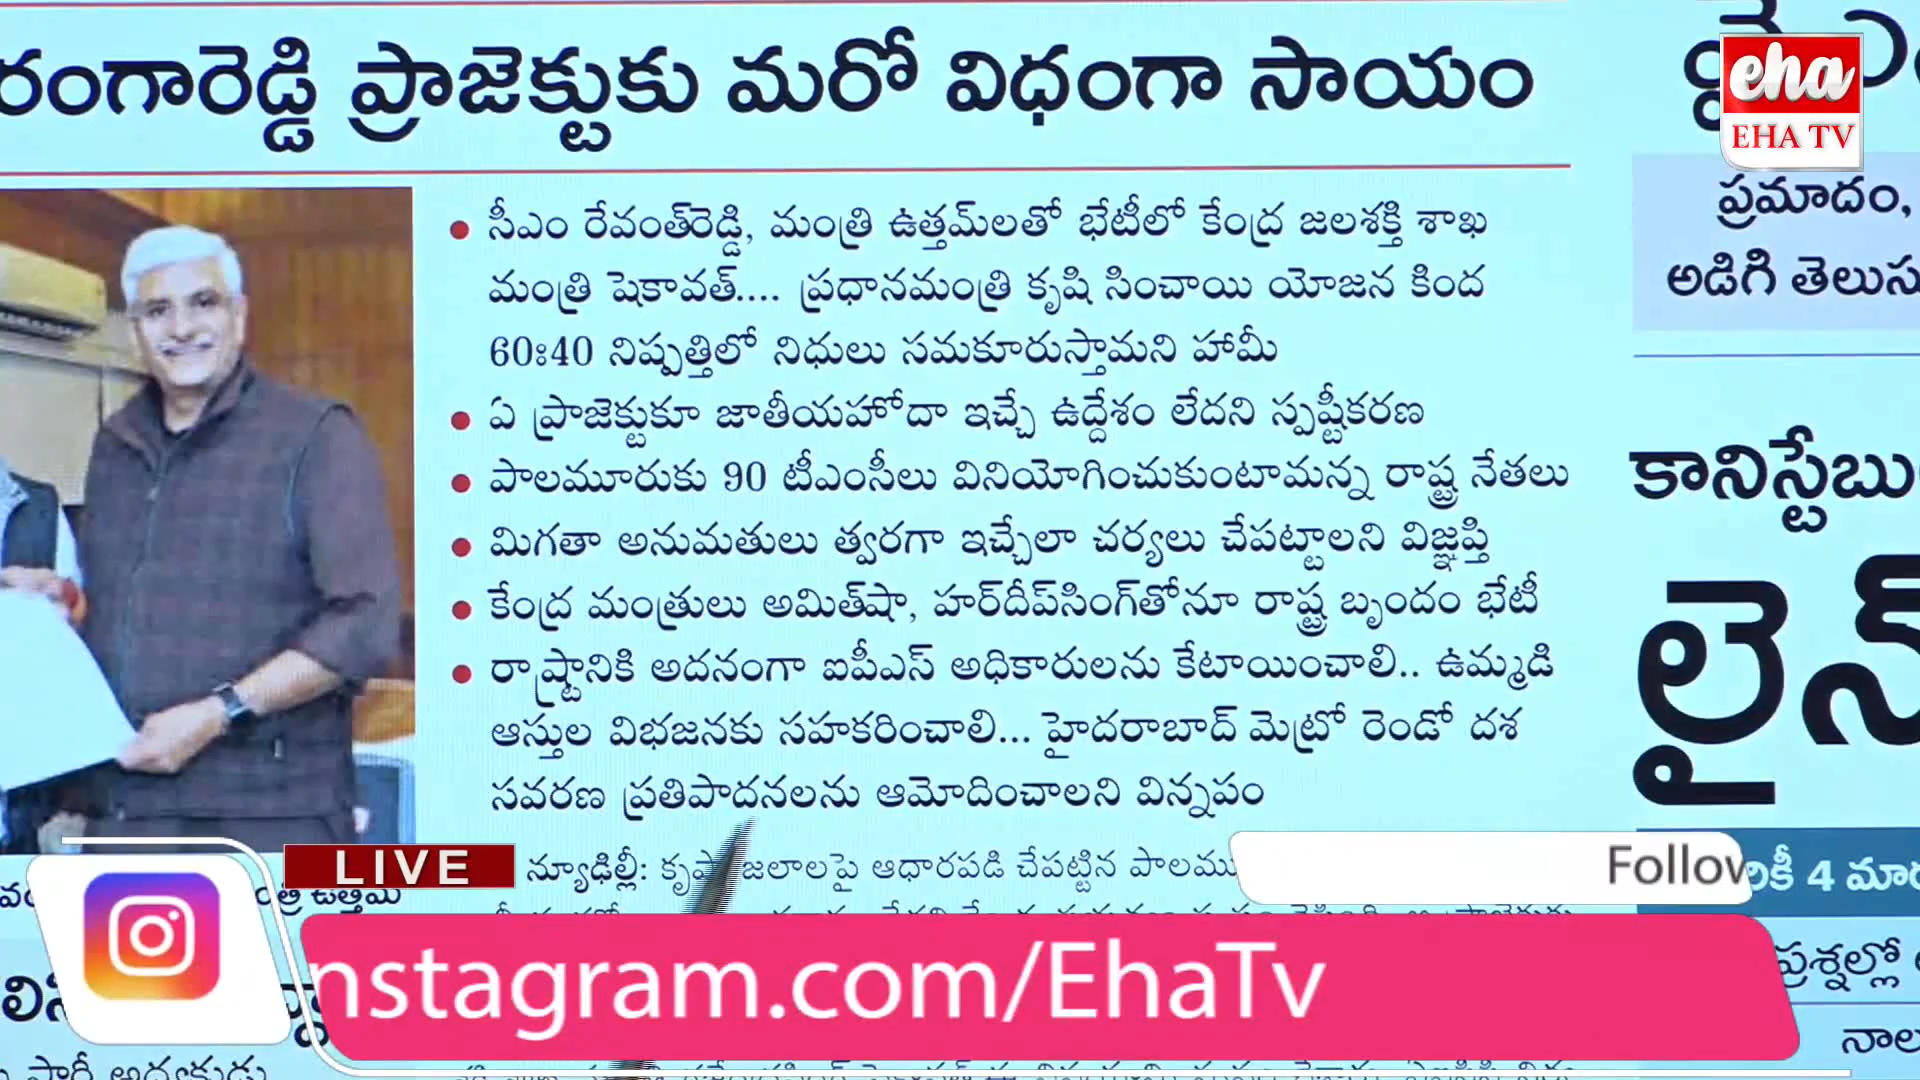 రంగారెడ్డి ప్రాజెక్టుకు మరో విధంగా సాయం
eha
EHA TV
• సీఎం రేవంత్‌రెడ్డి, మంత్రి ఉత్తమ్‌లతో భేటీలో కేంద్ర జలశక్తి శాఖ
మంత్రి షెకావత్.... ప్రధానమంత్రి కృషి సించాయి యోజన కింద
60:40 నిష్పత్తిలో నిధులు సమకూరుస్తామని హామీ
• ఏ ప్రాజెక్టుకూ జాతీయహోదా ఇచ్చే ఉద్దేశం లేదని స్పష్టీకరణ
• పాలమూరుకు 90 టీఎంసీలు వినియోగించుకుంటామన్న రాష్ట్ర నేతలు
• మిగతా అనుమతులు త్వరగా ఇచ్చేలా చర్యలు చేపట్టాలని విజ్ఞప్తి
• కేంద్ర మంత్రులు అమిత్‌షా, హర్‌దీప్‌సింగ్‌తోనూ రాష్ట్ర బృందం భేటీ
• రాష్ట్రానికి అదనంగా ఐపీఎస్ అధికారులను కేటాయించాలి.. ఉమ్మడి
ఆస్తుల విభజనకు సహకరించాలి... హైదరాబాద్ మెట్రో రెండో దశ
సవరణ ప్రతిపాదనలను ఆమోదించాలని విన్నపం
న్యూఢిల్లీ: జలాలపై ఆధారపడి చేపట్టిన
ప్రమాదం,
అడిగి
LIVE
Follow
nstagram.com/EhaTv
4